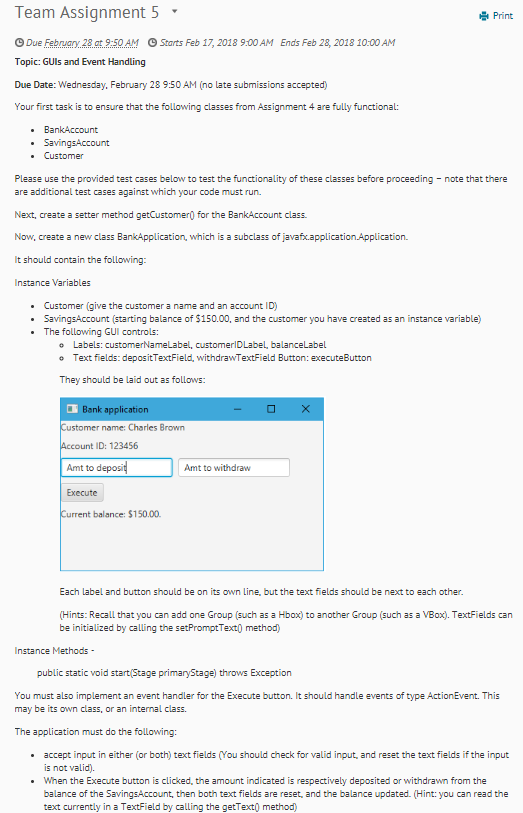 Team Assignment 5
Print
Due February 28 at 9:50 AM Starts Feb 17, 2018 9:00 AM Ends Feb 28, 2018 10:00 AM
Topic: GUIs and Event Handling
Due Date: Wednesday, February 28 9:50 AM (no late submissions accepted)
Your first task is to ensure that the following classes from Assignment 4 are fully functional:
• BankAccount
• SavingsAccount
• Customer
Please use the provided test cases below to test the functionality of these classes before proceeding – note that there
are additional test cases against which your code must run.
Next, create a setter method getCustomer() for the BankAccount class.
Now, create a new class BankApplication, which is a subclass of javafx.application.Application.
It should contain the following:
Instance Variables
• Customer (give the customer a name and an account ID)
• SavingsAccount (starting balance of $150.00, and the customer you have created as an instance variable)
• The following GUI controls:
o Labels: customerNameLabel, customerIDLabel, balanceLabel
o Text fields: depositTextField, withdrawTextField Button: executeButton
They should be laid out as follows:
Bank application
Customer name: Charles Brown
Account ID: 123456
Amt to deposit Amt to withdraw
Execute
Current balance: $150.00.
Each label and button should be on its own line, but the text fields should be next to each other.
(Hints: Recall that you can add one Group (such as a Hbox) to another Group (such as a VBox). TextFields can
be initialized by calling the setPromptText() method)
Instance Methods -
public static void start(Stage primaryStage) throws Exception
You must also implement an event handler for the Execute button. It should handle events of type ActionEvent. This
may be its own class, or an internal class.
The application must do the following:
• accept input in either (or both) text fields (You should check for valid input, and reset the text fields if the input
is not valid).
• When the Execute button is clicked, the amount indicated is respectively deposited or withdrawn from the
balance of the SavingsAccount, then both text fields are reset, and the balance updated. (Hint: you can read the
text currently in a TextField by calling the getText() method)